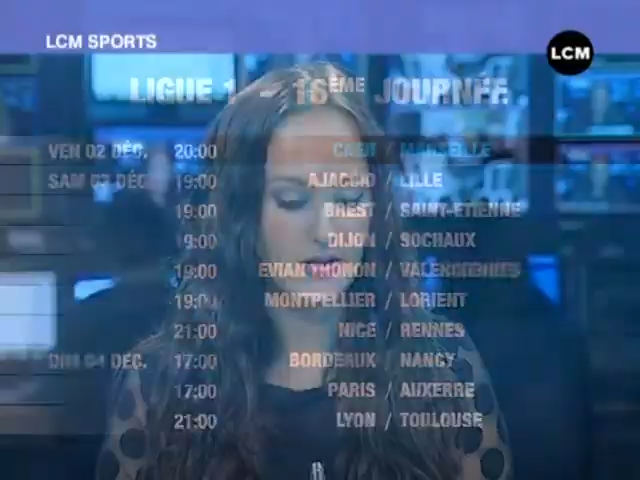 LCM SPORTS
LCM
LIGUE 1 - 16ÈME JOURNÉE
VEN 02 DÉC. 20:00 CAEN / MARSEILLE
SAM 03 DÉC 19:00 AJACCIO / LILLE
19:00 BREST / SAINT-ETIENNE
19:00 DIJON / SOCHAUX
19:00 EVIAN THONON / VALENCIENNES
19:00 MONTPELLIER / LORIENT
21:00 NICE / RENNES
DIM 04 DÉC. 17:00 BORDEAUX / NANCY
17:00 PARIS / AUXERRE
21:00 LYON / TOULOUSE